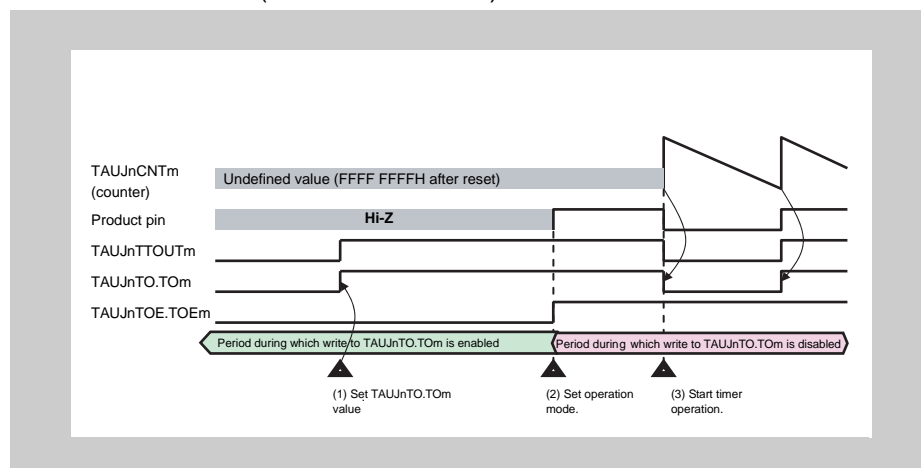 TAUJnCNTm
(counter)
Undefined value (FFFF FFFFH after reset)
Product pin
Hi-Z
TAUJnTTOUTm
TAUJnTO.TOm
TAUJnTOE.TOEm
Period during which write to TAUJnTO.TOm is enabled
Period during which write to TAUJnTO.TOm is disabled
(1) Set TAUJnTO.TOm
value
(2) Set operation
mode.
(3) Start timer
operation.